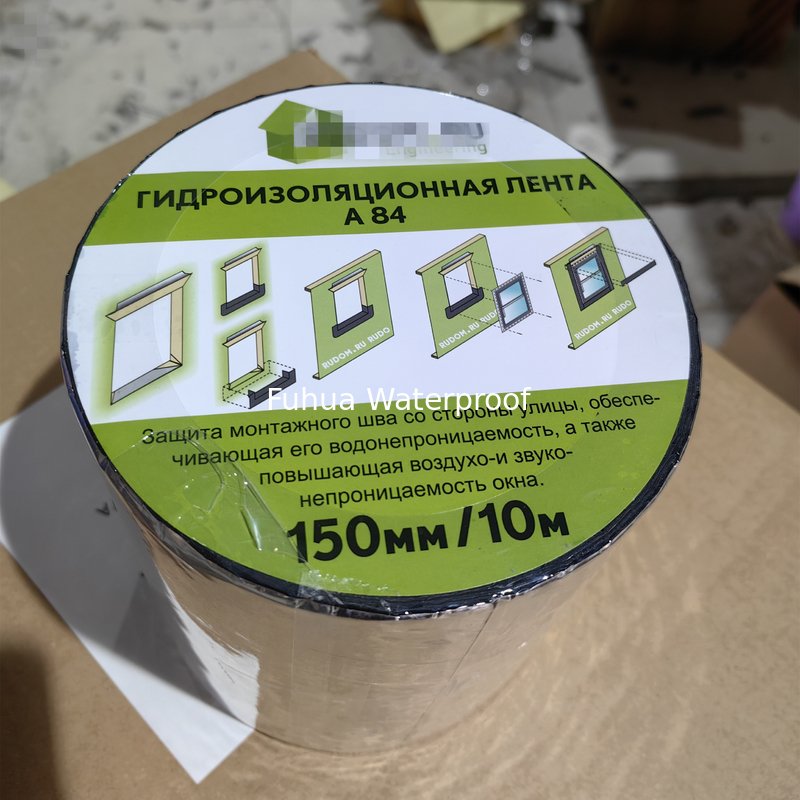 engineering
ГИДРОИЗОЛЯЦИОННАЯ ЛЕНТА
А 84
RUDOM.RU RUDO
RUDOM.RU RUDO
RUDOM.RU RUDO
Fuhua Waterproof
Защита монтажного шва со стороны улицы, обеспе-
чивающая его водонепроницаемость, а также
повышающая воздухо-и звуко-
непроницаемость окна.
150мм/10м